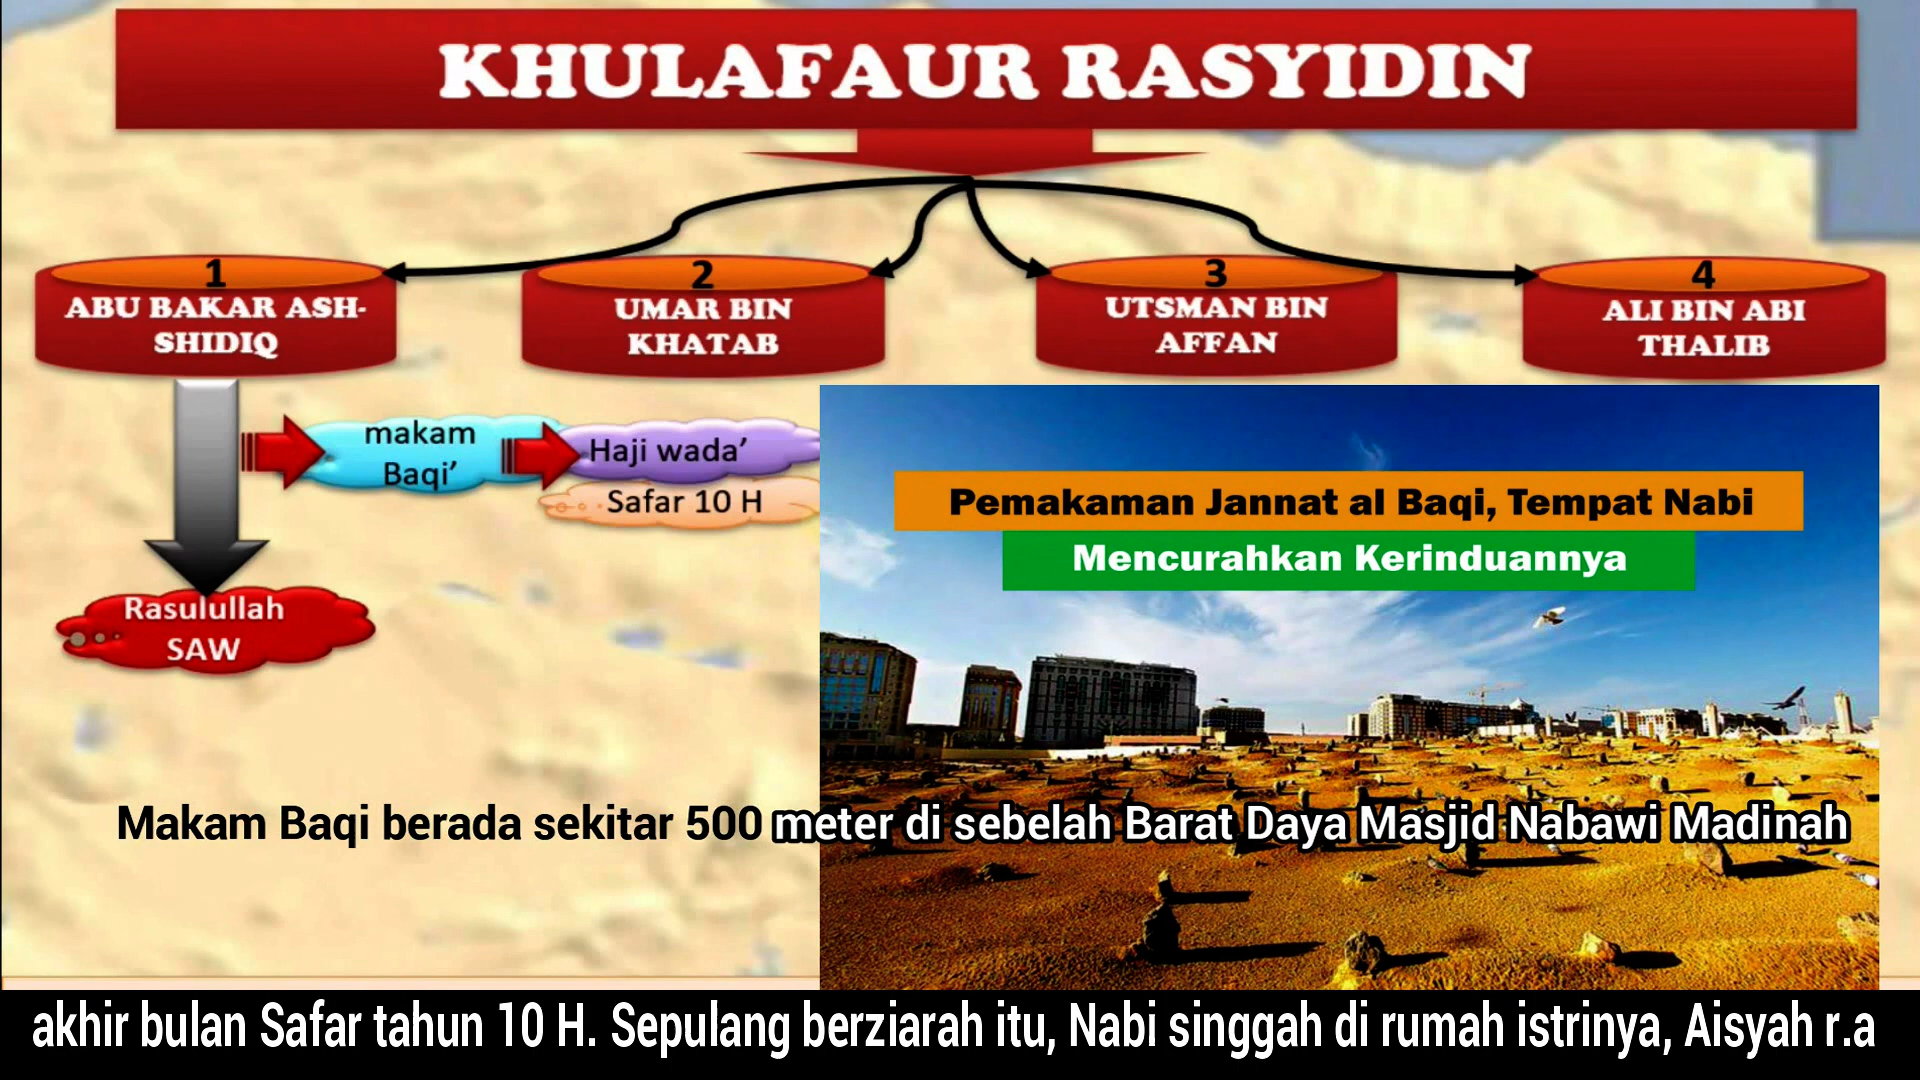 KHULAFAUR RASYIDIN
1
ABU BAKAR ASH-
SHIDIQ
2
UMAR BIN
KHATAB
3
UTSMAN BIN
AFFAN
4
ALI BIN ABI
THALIB
makam
Baqi’
Haji wada’
Safar 10 H
Rasulullah
SAW
Pemakaman Jannat al Baqi, Tempat Nabi
Mencurahkan Kerinduannya
Makam Baqi berada sekitar 500 meter di sebelah Barat Daya Masjid Nabawi Madinah
akhir bulan Safar tahun 10 H. Sepulang berziarah itu, Nabi singgah di rumah istrinya, Aisyah r.a